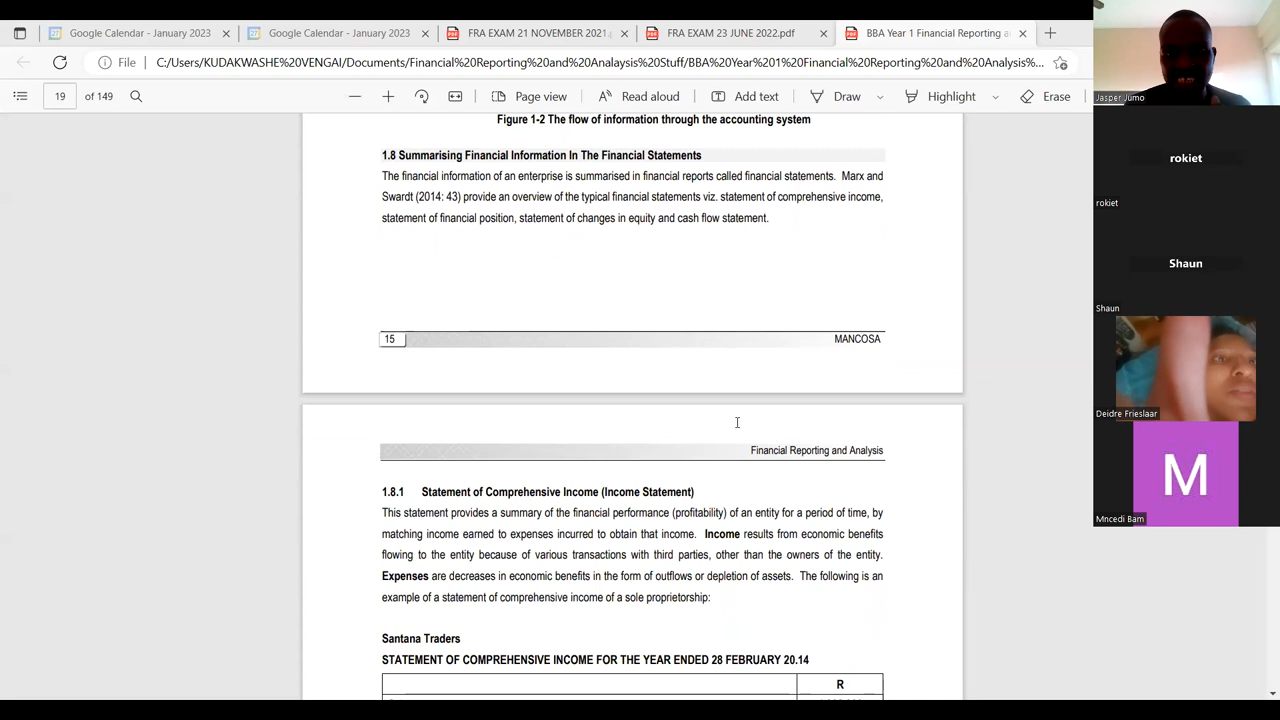 Google Calendar - January 2023
Google Calendar - January 2023
FRA EXAM 21 NOVEMBER 2021.
FRA EXAM 23 JUNE 2022.pdf
BBA Year 1 Financial Reporting a
File
C:/Users/KUDAKWASHE%20VENGAI/Documents/Financial%20Reporting%20and%20Analaysis%20Stuff/BBA%20Year%201%20Financial%20Reporting%20and%20Analysis%...
19 of 149
Page view
Read aloud
Add text
Draw
Highlight
Erase
Figure 1-2 The flow of information through the accounting system
1.8 Summarising Financial Information In The Financial Statements
The financial information of an enterprise is summarised in financial reports called financial statements. Marx and
Swardt (2014: 43) provide an overview of the typical financial statements viz. statement of comprehensive income,
statement of financial position, statement of changes in equity and cash flow statement.
15
MANCOSA
Financial Reporting and Analysis
1.8.1 Statement of Comprehensive Income (Income Statement)
This statement provides a summary of the financial performance (profitability) of an entity for a period of time, by
matching income earned to expenses incurred to obtain that income. Income results from economic benefits
flowing to the entity because of various transactions with third parties, other than the owners of the entity.
Expenses are decreases in economic benefits in the form of outflows or depletion of assets. The following is an
example of a statement of comprehensive income of a sole proprietorship:
Santana Traders
STATEMENT OF COMPREHENSIVE INCOME FOR THE YEAR ENDED 28 FEBRUARY 20.14
R
Jasper Jumo
rokiet
rokiet
Shaun
Shaun
Deidre Frieslaar
M
Mncedi Bam